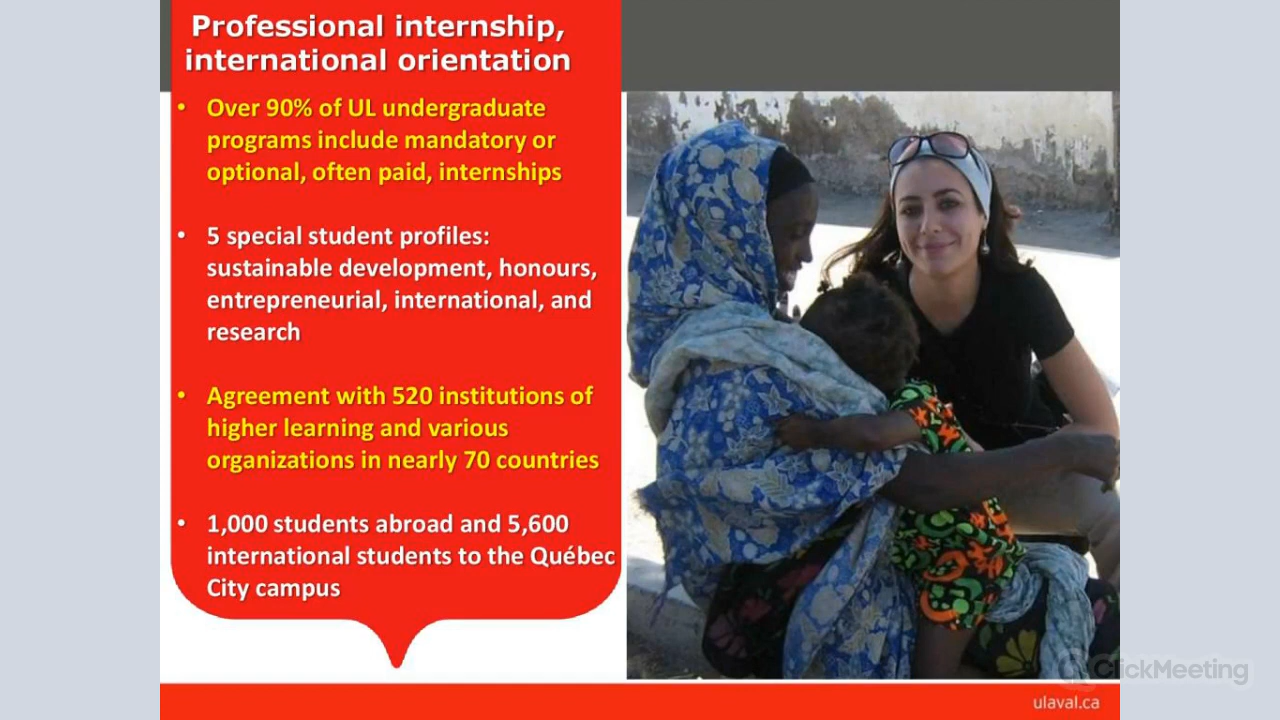 Professional internship,
international orientation
• Over 90% of UL undergraduate
programs include mandatory or
optional, often paid, internships
• 5 special student profiles:
sustainable development, honours,
entrepreneurial, international, and
research
• Agreement with 520 institutions of
higher learning and various
organizations in nearly 70 countries
• 1,000 students abroad and 5,600
international students to the Québec
City campus
ClickMeeting
ulaval.ca